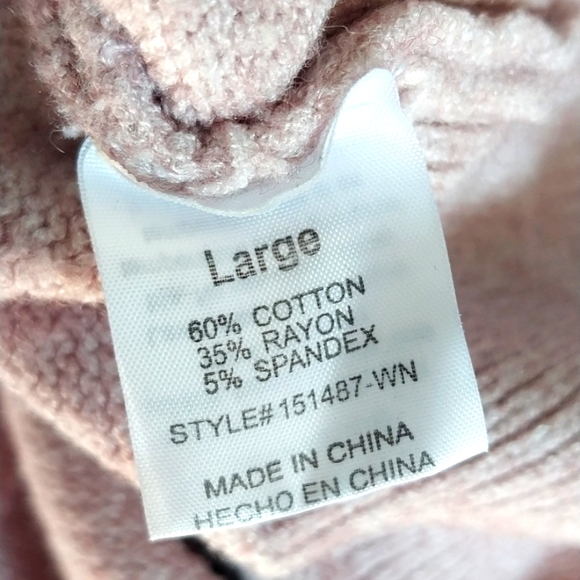 Large
60% COTTON
35% RAYON
5% SPANDEX
STYLE# 151487-WN
MADE IN CHINA
HECHO EN CHINA